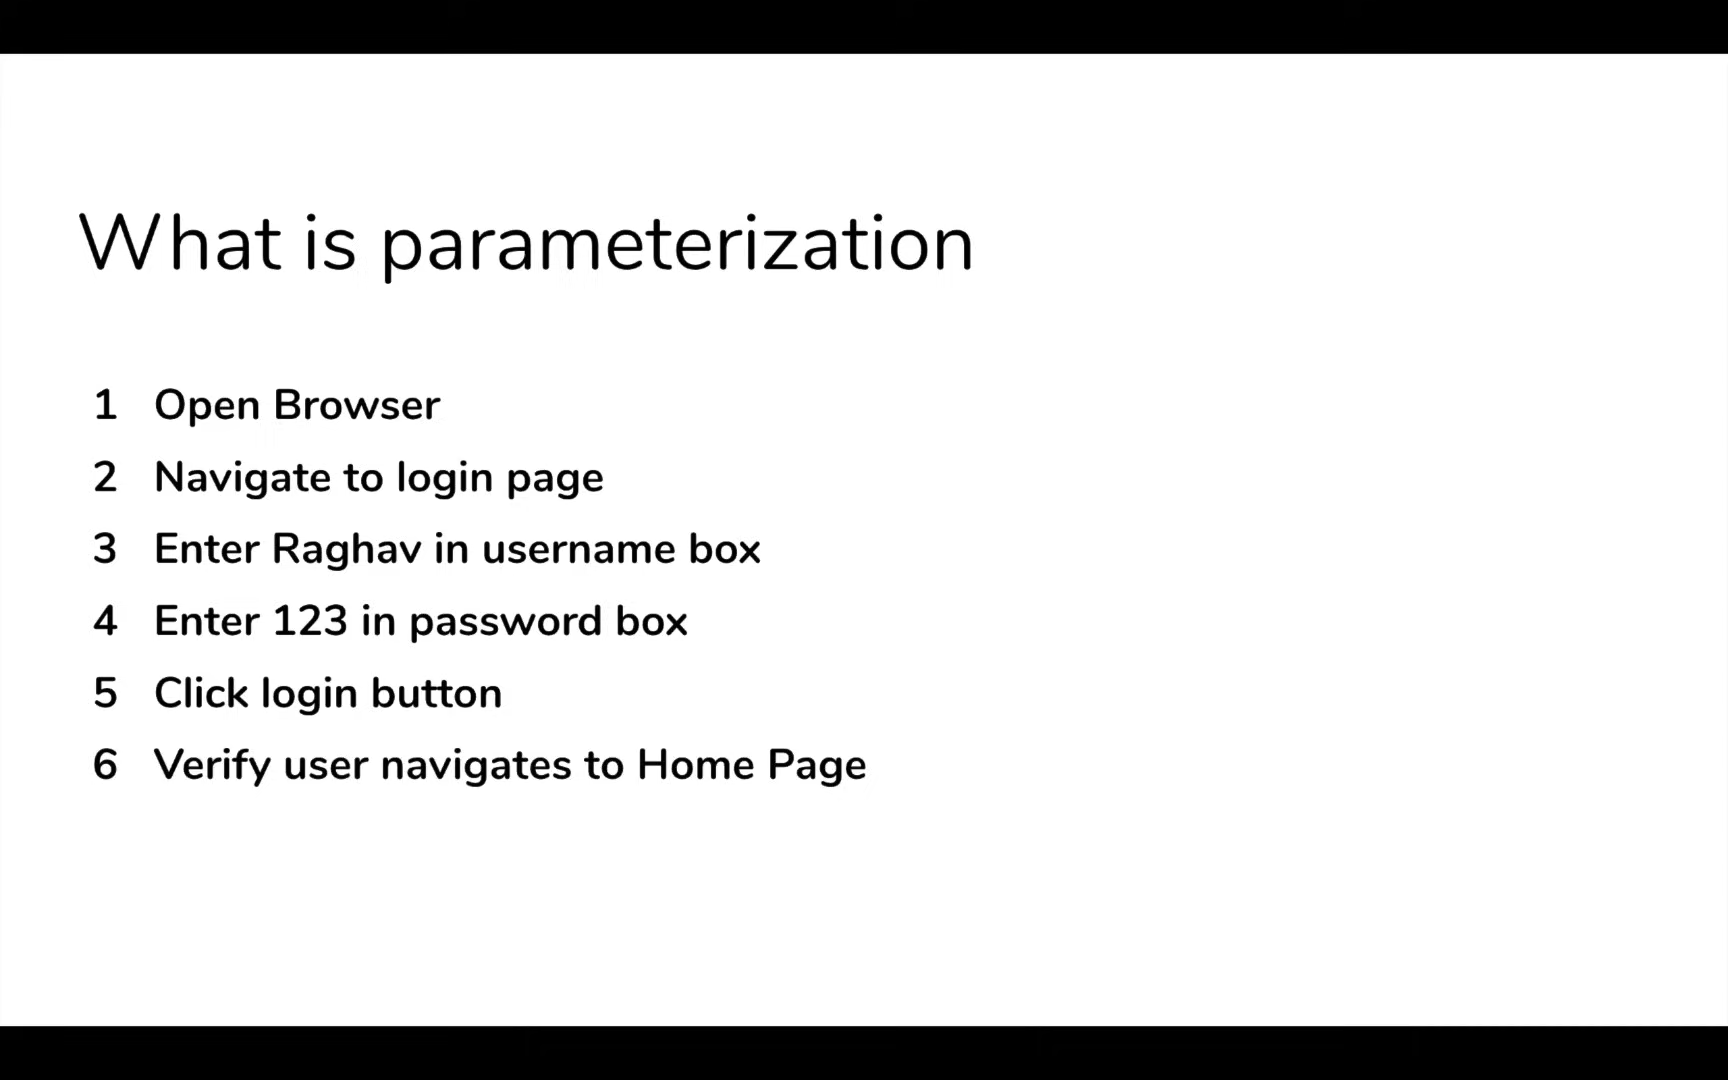 What is parameterization
1 Open Browser
2 Navigate to login page
3 Enter Raghav in username box
4 Enter 123 in password box
5 Click login button
6 Verify user navigates to Home Page